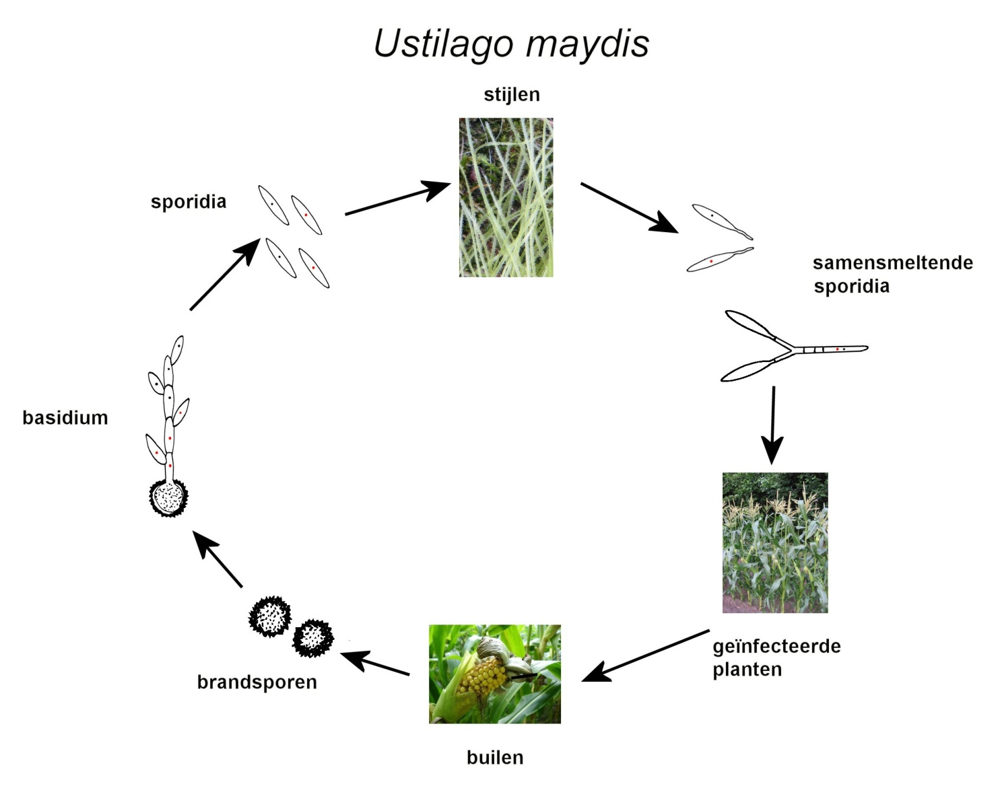 Ustilago maydis
stijlen
sporidia
samensmeltende
sporidia
basidium
geïnfecteerde
planten
brandsporen
builen